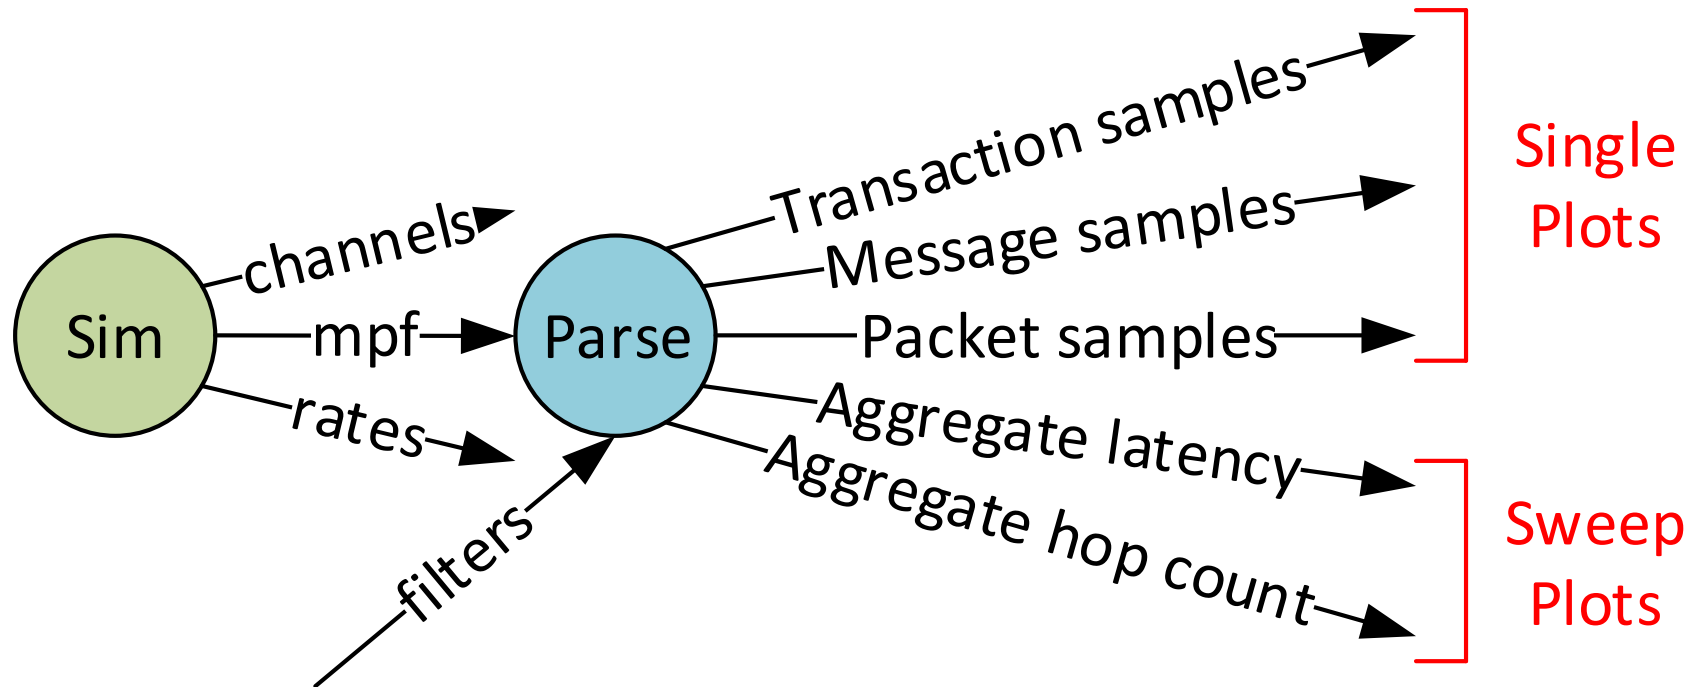 Sim
channels
mpf
rates
filters
Parse
Transaction samples
Message samples
Packet samples
Aggregate latency
Aggregate hop count
Single
Plots
Sweep
Plots